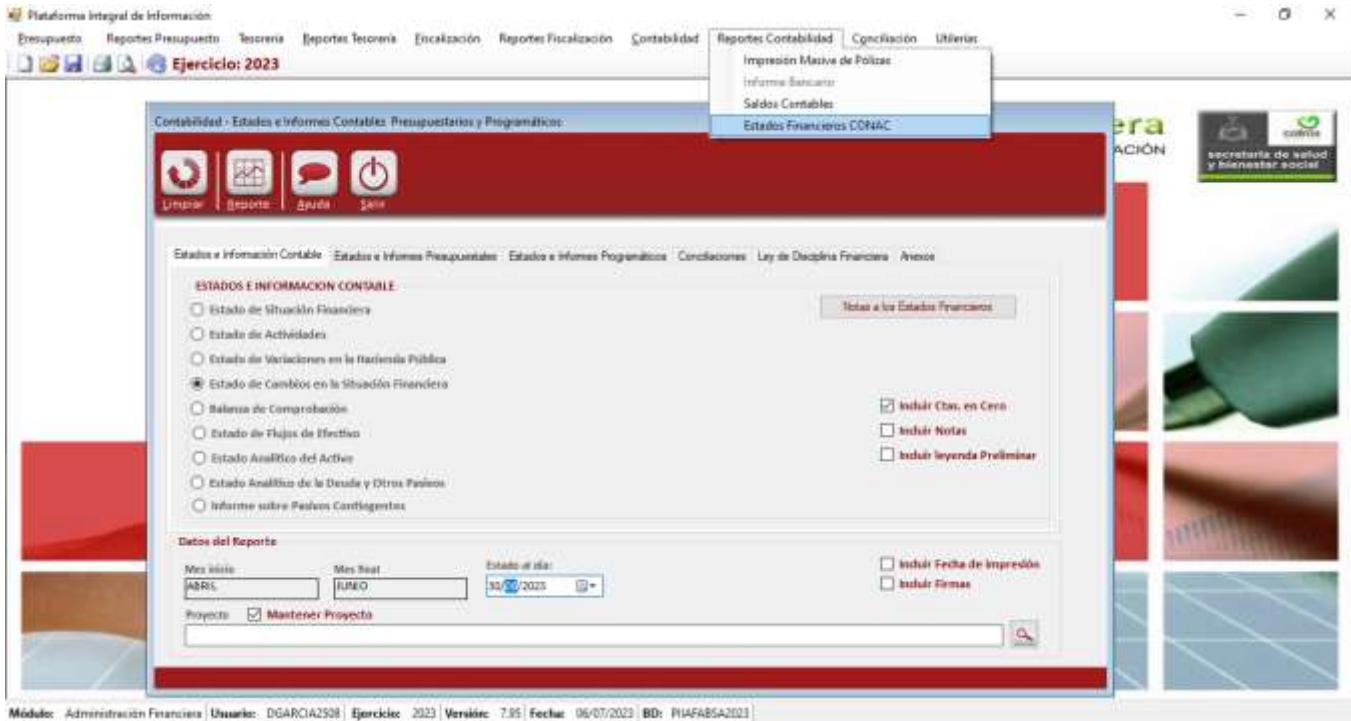 Plataforma Integral de Información
Presupuesto Reportes Presupuesto Tesorería Reportes Tesorería Fiscalización Reportes Fiscalización Contabilidad Reportes Contabilidad Conciliación Utilerías
Ejercicio: 2023
Impresión Masiva de Pólizas
Informe Bancario
Saldos Contables
Estados Financieros CONAC
Contabilidad - Estados e Informes Contables Presupuestarios y Programáticos
era
ACIÓN
secretaría de salud
y bienestar social
Limpiar Reporte Ayuda Salir
Estados e Información Contable Estados e Informes Presupuestales Estados e Informes Programáticos Conciliaciones Ley de Disciplina Financiera Anexos
ESTADOS E INFORMACION CONTABLE
Estado de Situación Financiera
Notas a los Estados Financieros
Estado de Actividades
Estado de Variaciones en la Hacienda Pública
Estado de Cambios en la Situación Financiera
Balanza de Comprobación
Incluir Ctas. en Cero
Estado de Flujos de Efectivo
Incluir Notas
Estado Analítico del Activo
Incluir leyenda Preliminar
Estado Analítico de la Deuda y Otros Pasivos
Informe sobre Pasivos Contingentes
Datos del Reporte
Mes inicio Mes final Estado al día:
Incluir Fecha de impresión
ABRIL JUNIO 30/06/2023
Incluir Firmas
Proyecto Mantener Proyecto
Módulo: Administración Financiera Usuario: DGARCIA2508 Ejercicio: 2023 Versión: 7.95 Fecha: 06/07/2023 BD: PIIAFABSA2023